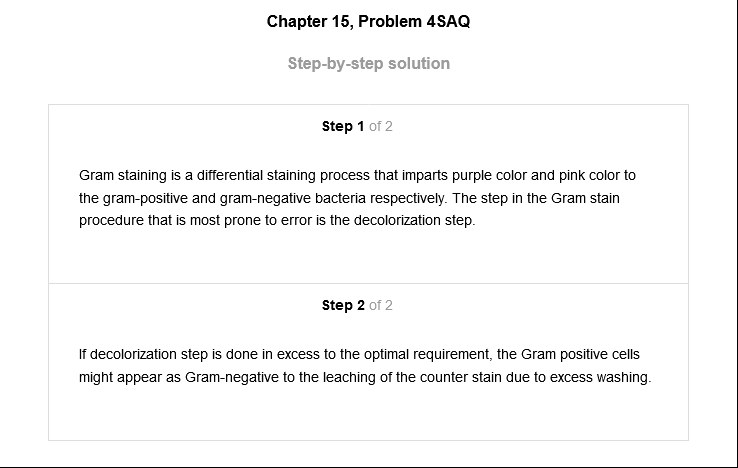 Chapter 15, Problem 4SAQ
Step-by-step solution
Step 1 of 2
Gram staining is a differential staining process that imparts purple color and pink color to
the gram-positive and gram-negative bacteria respectively. The step in the Gram stain
procedure that is most prone to error is the decolorization step.
Step 2 of 2
If decolorization step is done in excess to the optimal requirement, the Gram positive cells
might appear as Gram-negative to the leaching of the counter stain due to excess washing.